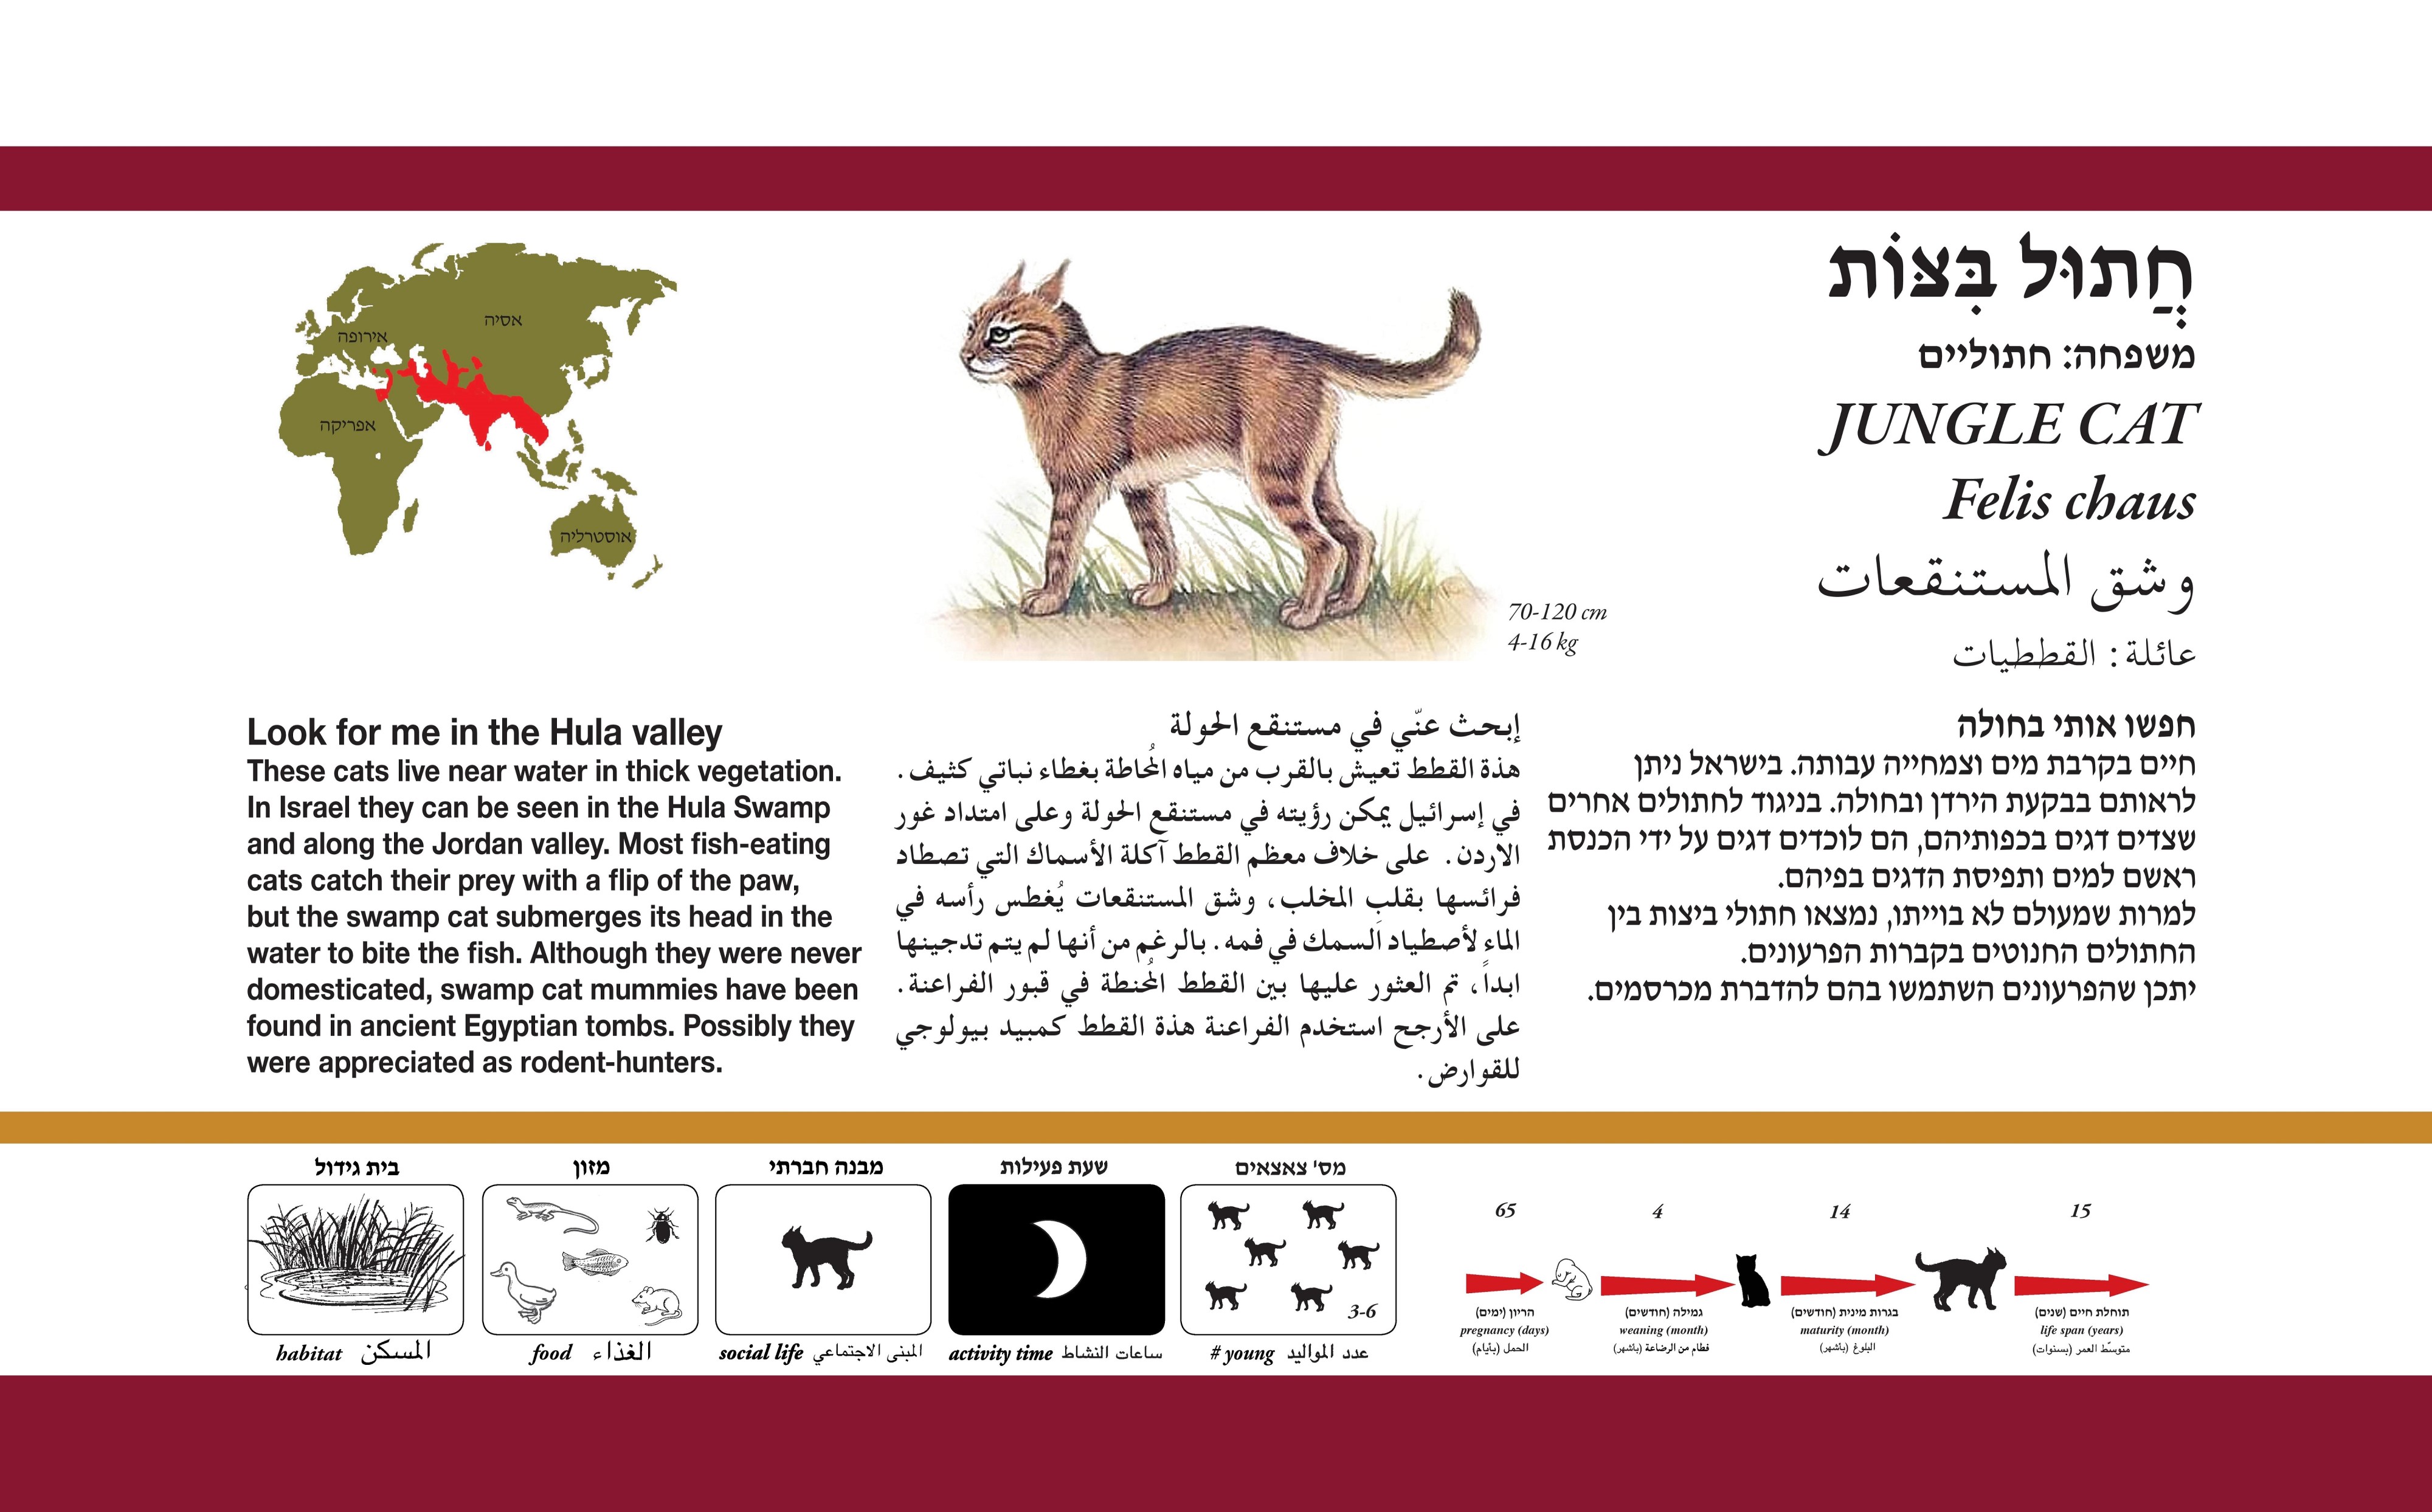 חֲתוּל בִּצּוֹת
משפחה: חתוליים
JUNGLE CAT
Felis chaus
وشق المستنقعات
عائلة: القططيات
אסיה
אירופה
אפריקה
אוסטרליה
70-120 cm
4-16 kg
חפשו אותי בחולה
חיים בקרבת מים וצמחייה עבותה. בישראל ניתן
לראותם בבקעת הירדן ובחולה. בניגוד לחתולים אחרים
שצדים דגים בכפותיהם, הם לוכדים דגים על ידי הכנסת
ראשם למים ותפיסת הדגים בפיהם.
למרות שמעולם לא בוייתו, נמצאו חתולי ביצות בין
החתולים החנוטים בקברות הפרעונים.
יתכן שהפרעונים השתמשו בהם להדברת מכרסמים.
إبحث عنّي في مستنقع الحولة
هذة القطط تعيش بالقرب من مياه المُحاطة بغطاء نباتي كثيف.
في إسرائيل يمكن رؤيته في مستنقع الحولة وعلى امتداد غور
الاردن. على خلاف معظم القطط آكلة الأسماك التي تصطاد
فرائسها بقلب المخلب، وشق المستنقعات يُغطس رأسه في
الماء لأصطياد السمك في فمه. بالرغم من أنها لم يتم تدجينها
ابداً، تم العثور عليها بين القطط المُحنطة في قبور الفراعنة.
على الأرجح استخدم الفراعنة هذة القطط كمبيد بيولوجي
للقوارض.
Look for me in the Hula valley
These cats live near water in thick vegetation.
In Israel they can be seen in the Hula Swamp
and along the Jordan valley. Most fish-eating
cats catch their prey with a flip of the paw,
but the swamp cat submerges its head in the
water to bite the fish. Although they were never
domesticated, swamp cat mummies have been
found in ancient Egyptian tombs. Possibly they
were appreciated as rodent-hunters.
בית גידול
habitat المسكن
מזון
food الغذاء
מבנה חברתי
social life المبنى الاجتماعي
שעת פעילות
activity time ساعات النشاط
מס' צאצאים
3-6
# young عدد المواليد
65
הריון (ימים)
pregnancy (days)
الحمل (بأيام)
4
גמילה (חודשים)
weaning (month)
فطام من الرضاعة (بأشهر)
14
בגרות מינית (חודשים)
maturity (month)
البلوغ (بأشهر)
15
תוחלת חיים (שנים)
life span (years)
متوسّط العمر (بسنوات)